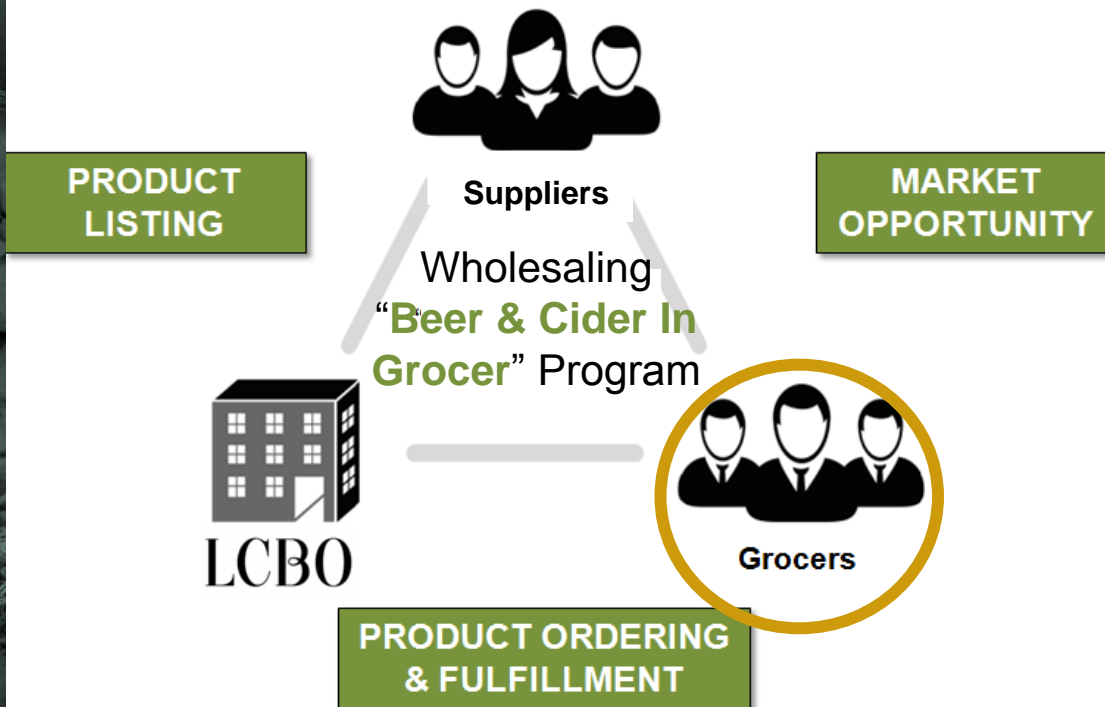 PRODUCT
LISTING
Suppliers
MARKET
OPPORTUNITY
Wholesaling
“Beer & Cider In
Grocer” Program
LCBO
Grocers
PRODUCT ORDERING
& FULFILLMENT